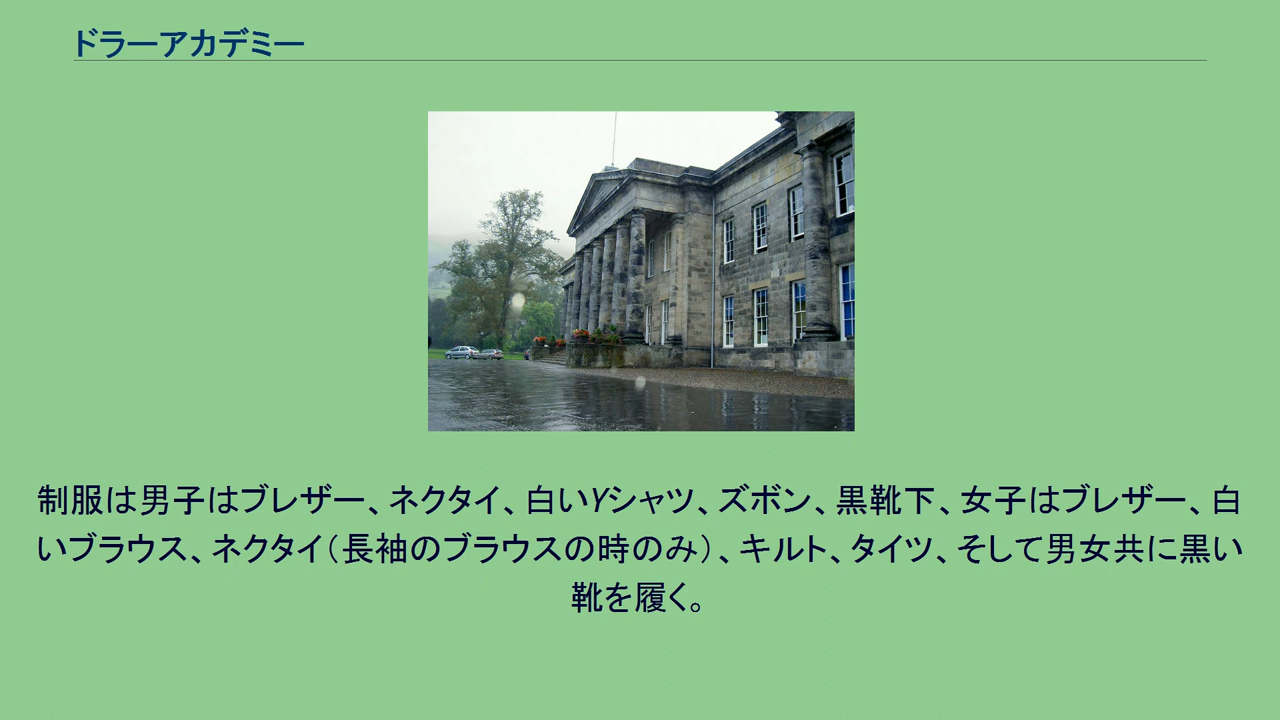 ドラーアカデミー
制服は男子はブレザー、ネクタイ、白いYシャツ、ズボン、黒靴下、女子はブレザー、白
いブラウス、ネクタイ（長袖のブラウスの時のみ）、キルト、タイツ、そして男女共に黒い
靴を履く。